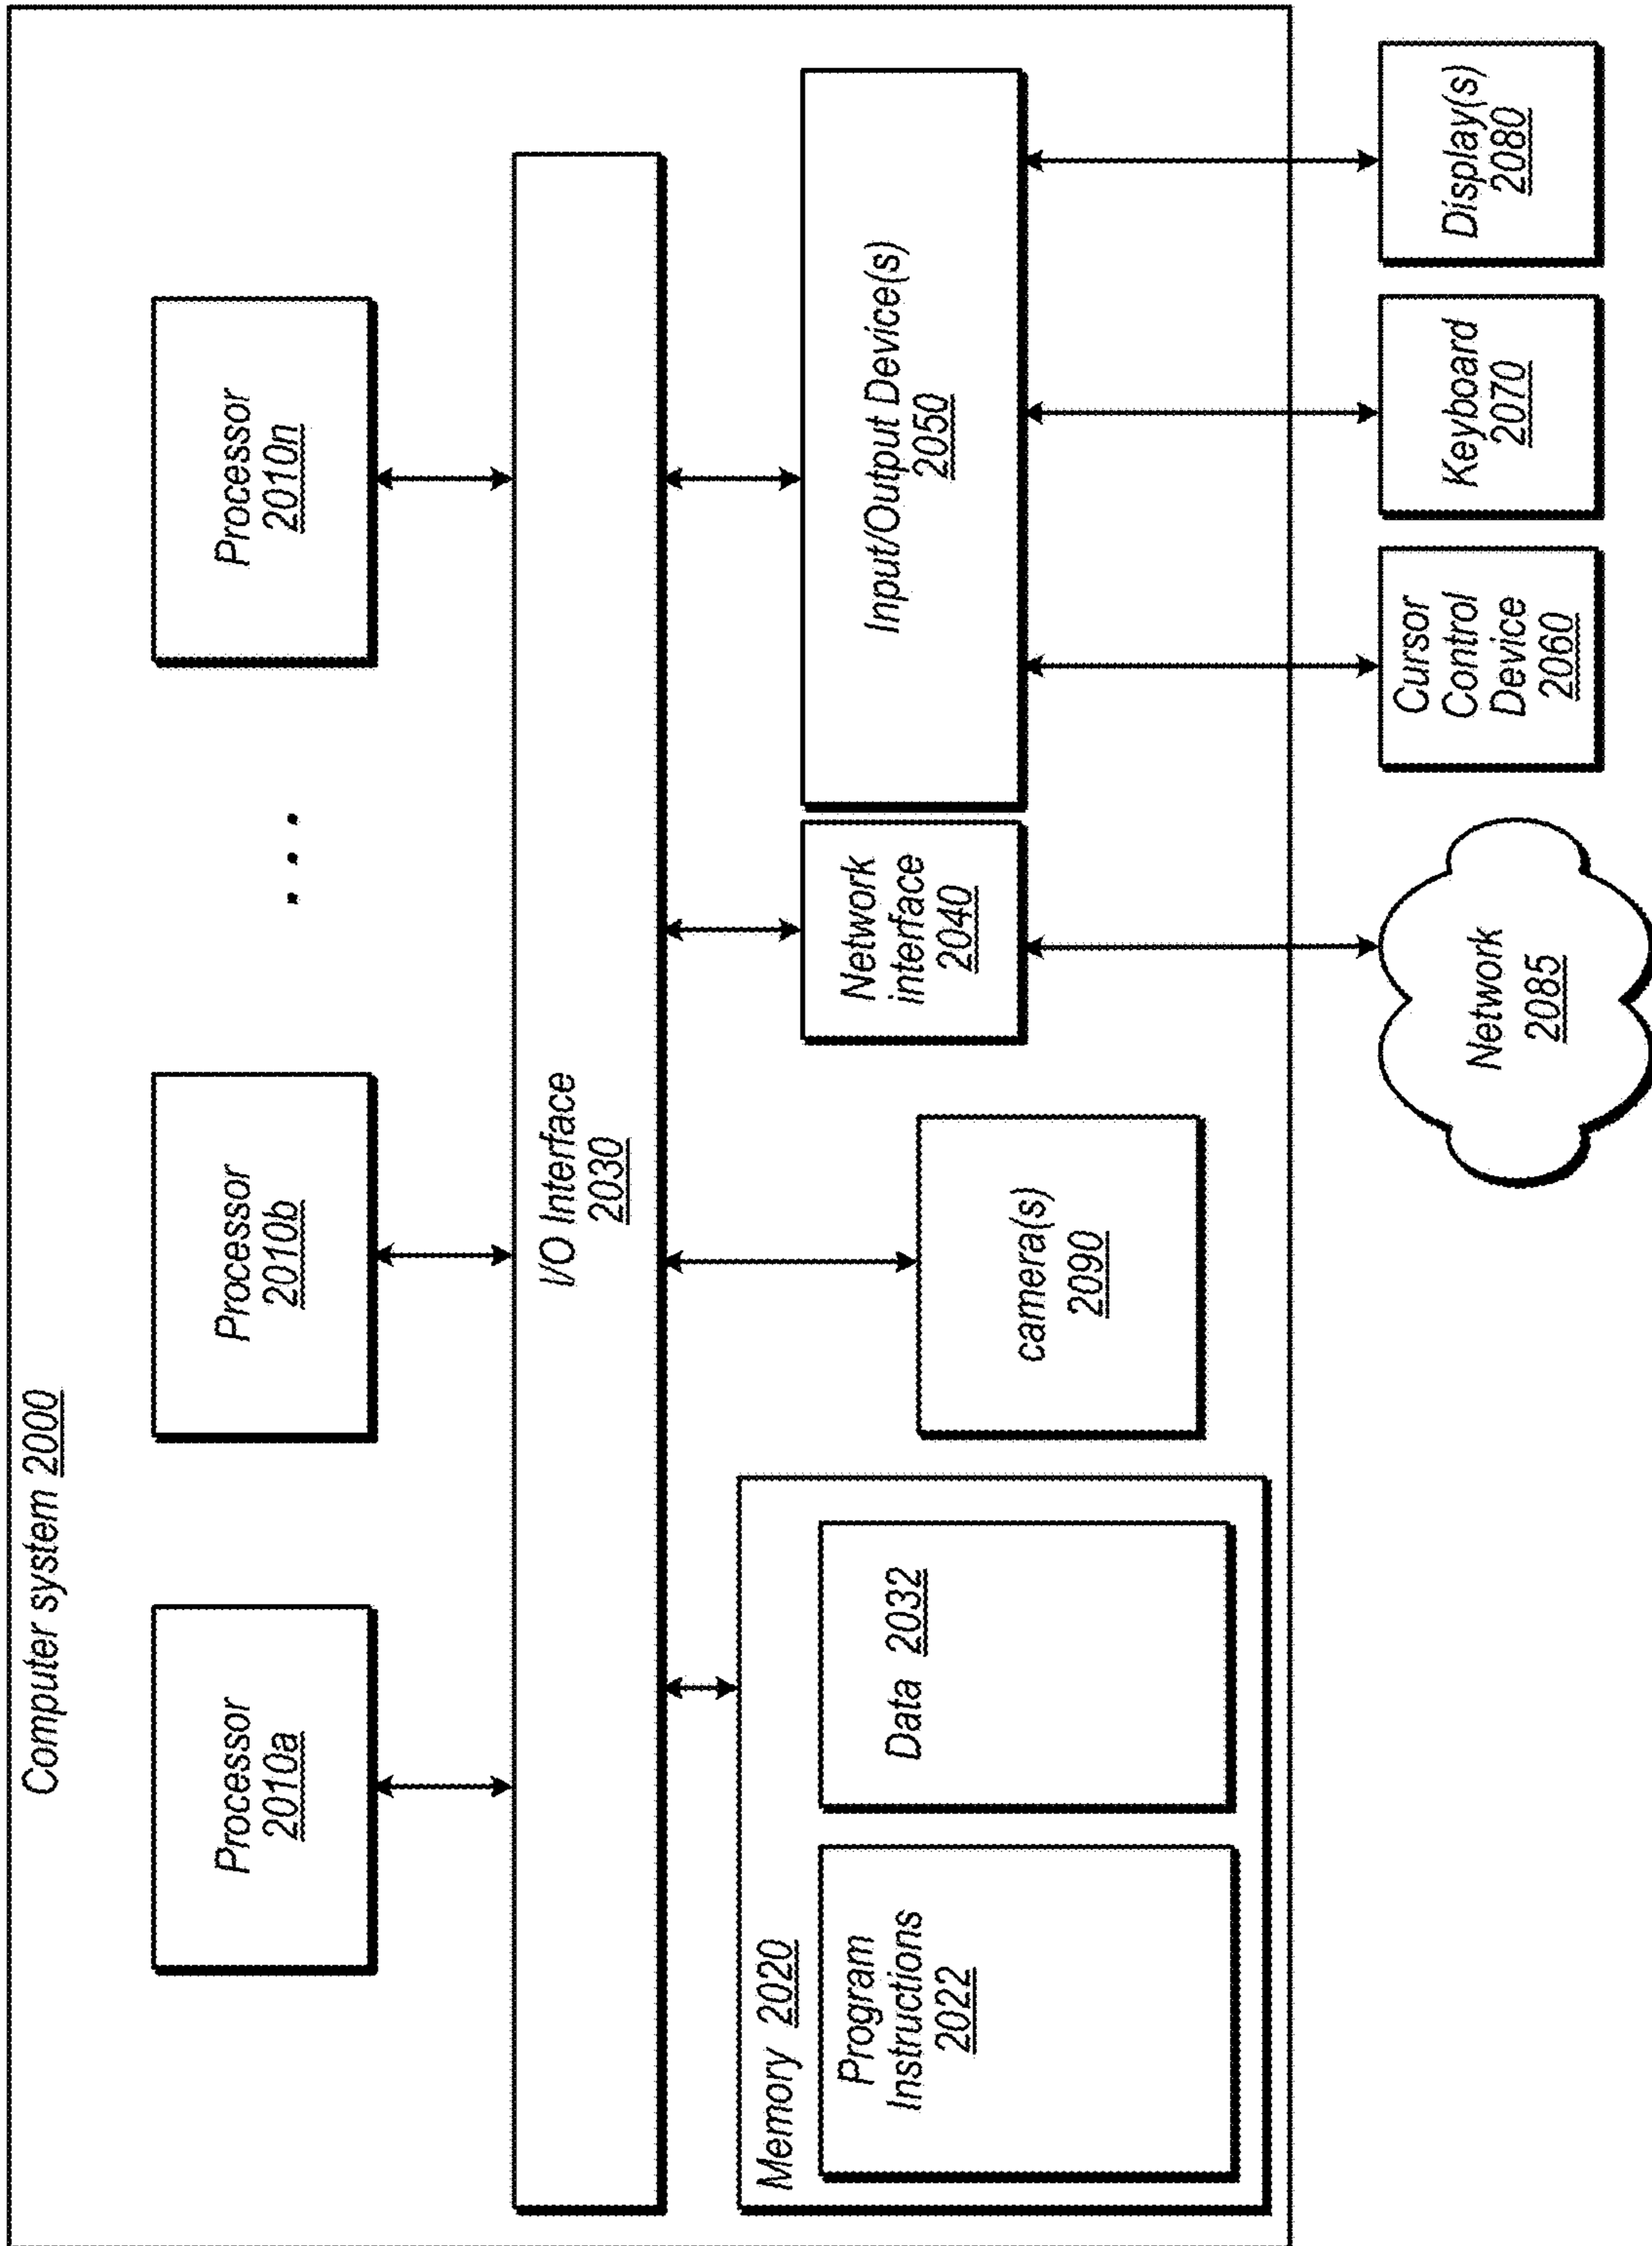 Computer system 2000
Processor
2010a
Processor
2010b
. . .
Processor
2010n
I/O Interface
2030
Memory 2020
Program
Instructions
2022
Data 2032
camera(s)
2090
Network
interface
2040
Input/Output Device(s)
2050
Network
2085
Cursor
Control
Device
2060
Keyboard
2070
Display(s)
2080